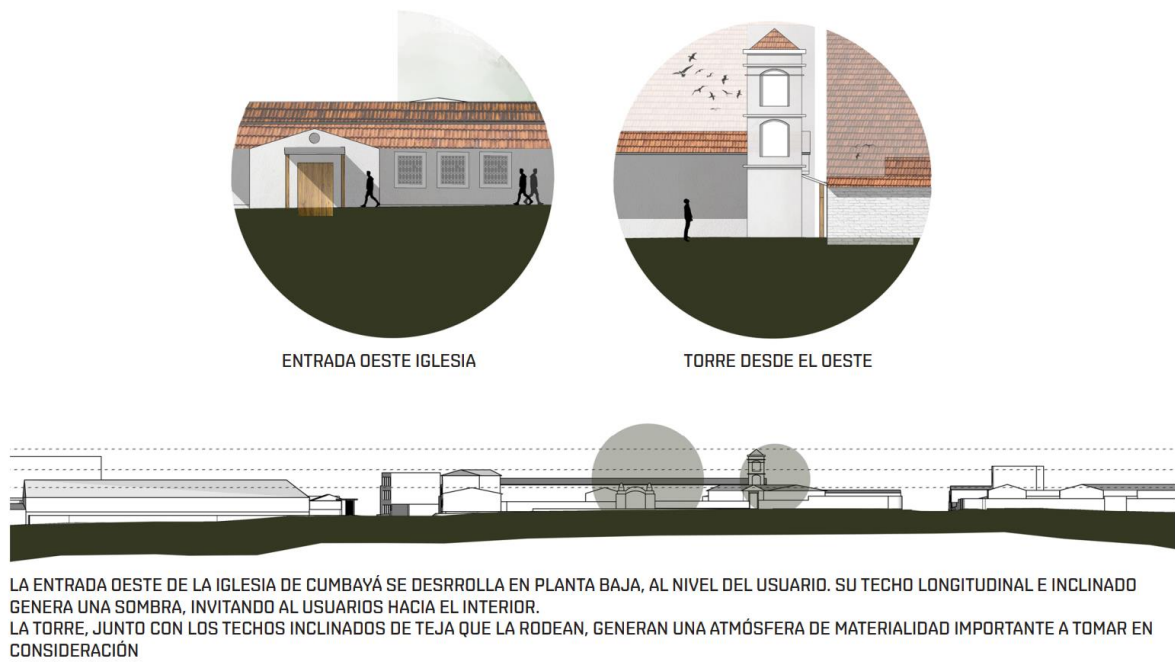 ENTRADA OESTE IGLESIA
TORRE DESDE EL OESTE
LA ENTRADA OESTE DE LA IGLESIA DE CUMBAYÁ SE DESRROLLA EN PLANTA BAJA, AL NIVEL DEL USUARIO. SU TECHO LONGITUDINAL E INCLINADO
GENERA UNA SOMBRA, INVITANDO AL USUARIOS HACIA EL INTERIOR.
LA TORRE, JUNTO CON LOS TECHOS INCLINADOS DE TEJA QUE LA RODEAN, GENERAN UNA ATMÓSFERA DE MATERIALIDAD IMPORTANTE A TOMAR EN
CONSIDERACIÓN